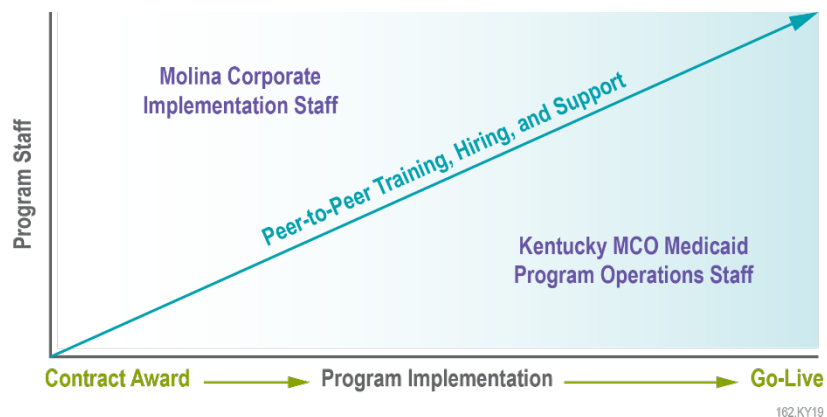 Molina Corporate
Implementation Staff
Program Staff
Peer-to-Peer Training, Hiring, and Support
Kentucky MCO Medicaid
Program Operations Staff
Contract Award Program Implementation Go-Live
162.KY19